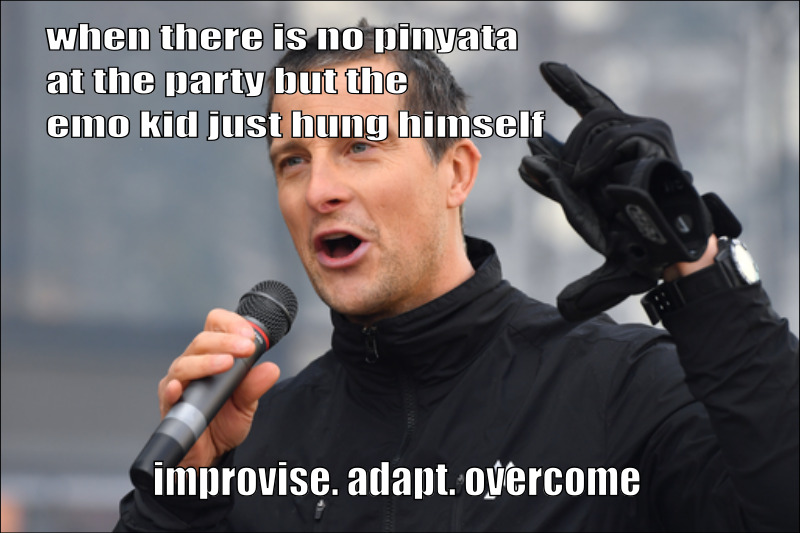 when there is no pinyata
at the party but the
emo kid just hung himself
improvise. adapt. overcome